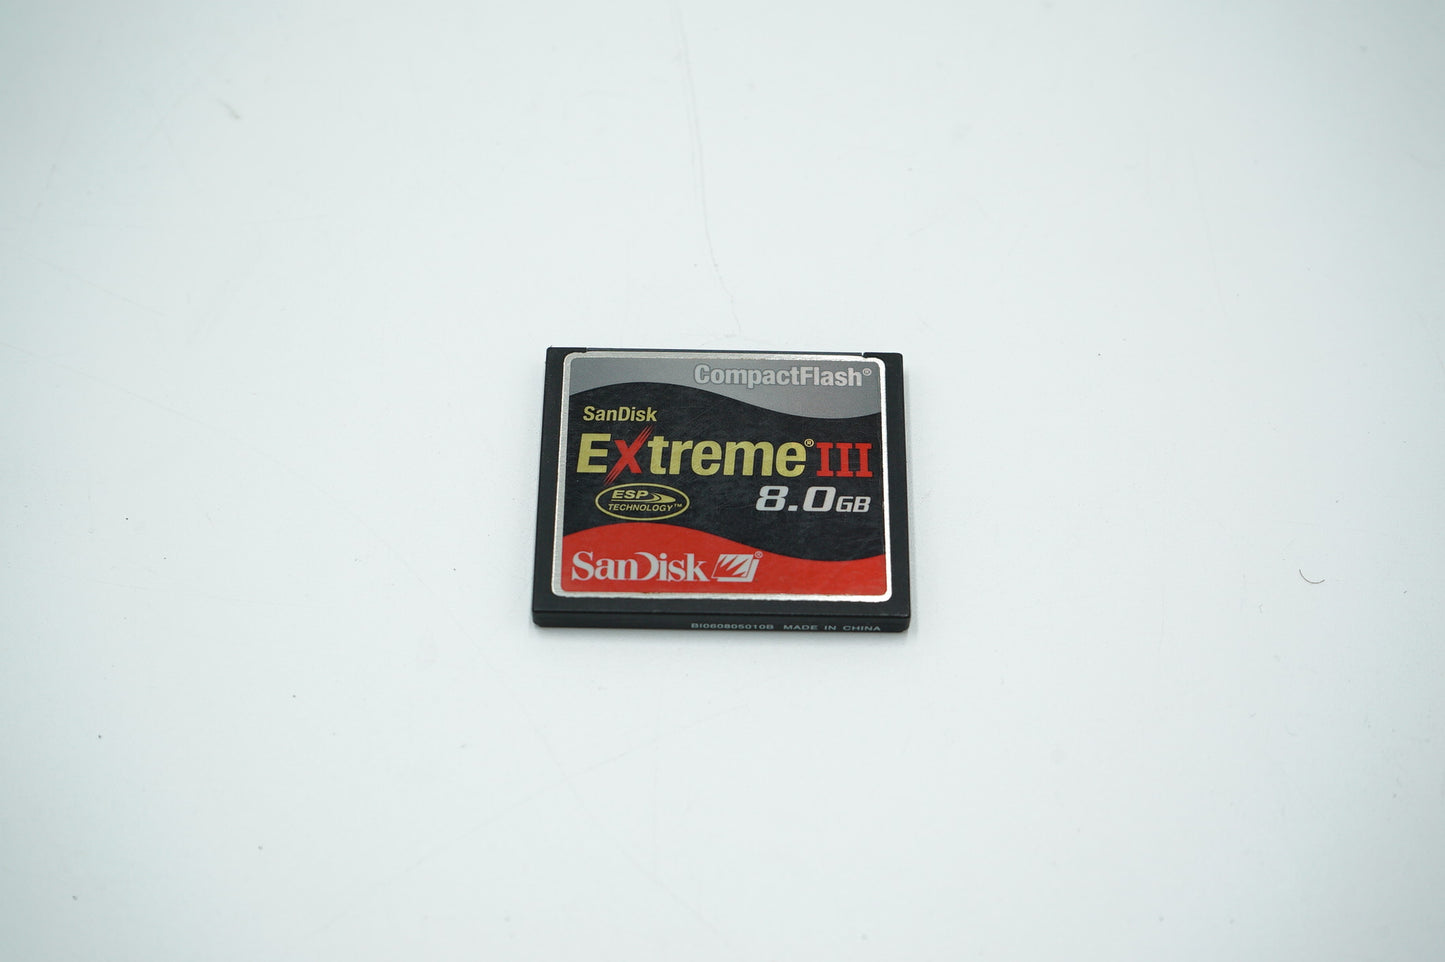 CompactFlash®
SanDisk
Extreme® III
8.0GB
ESP
TECHNOLOGY™
SanDisk®
BI060805010B MADE IN CHINA